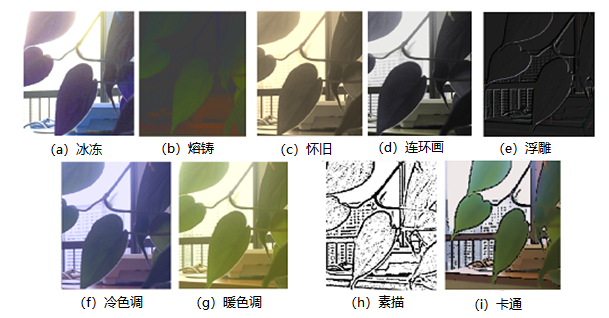 (a) 冰冻
(b) 熔铸
(c) 怀旧
(d) 连环画
(e) 浮雕
(f) 冷色调
(g) 暖色调
(h) 素描
(i) 卡通